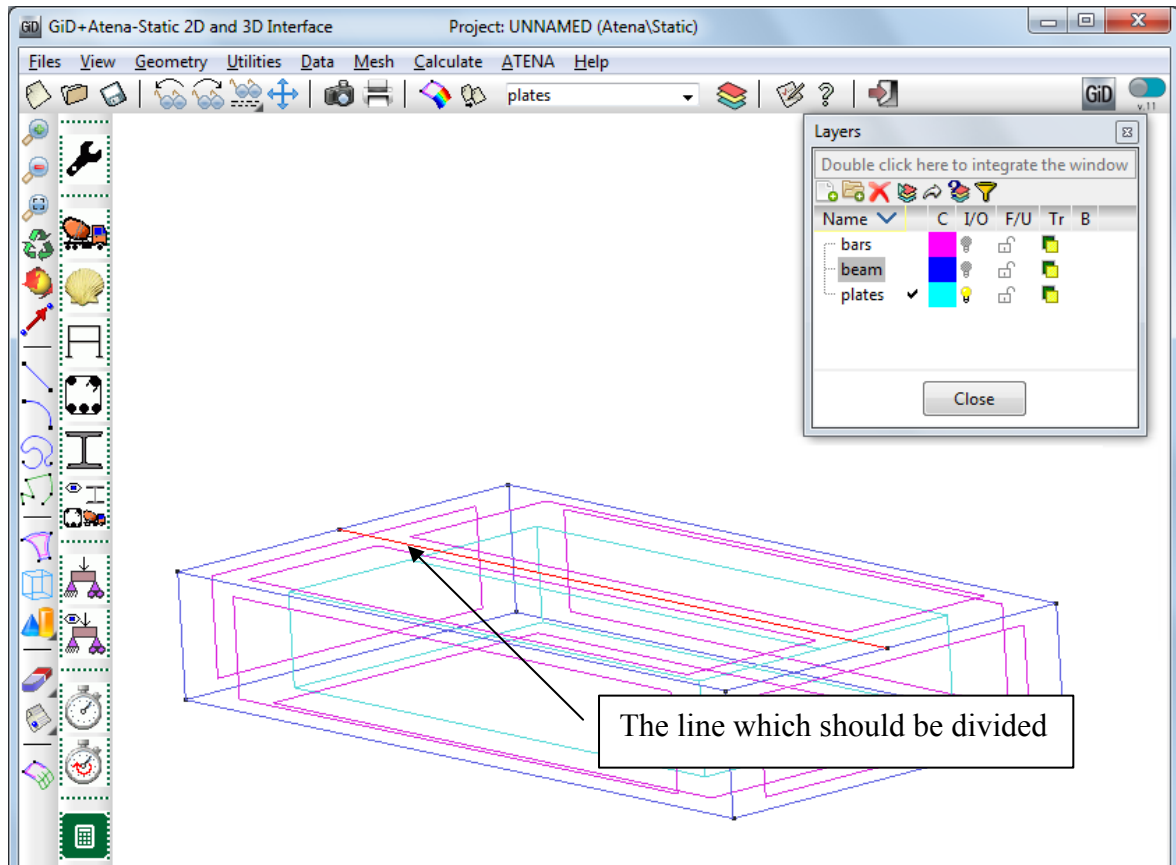 GiD GiD+Atena-Static 2D and 3D Interface Project: UNNAMED (Atena\Static)
Files View Geometry Utilities Data Mesh Calculate ATENA Help
plates GiD
v.11
Layers
Double click here to integrate the window
Name C I/O F/U Tr B
bars
beam
plates
Close
The line which should be divided